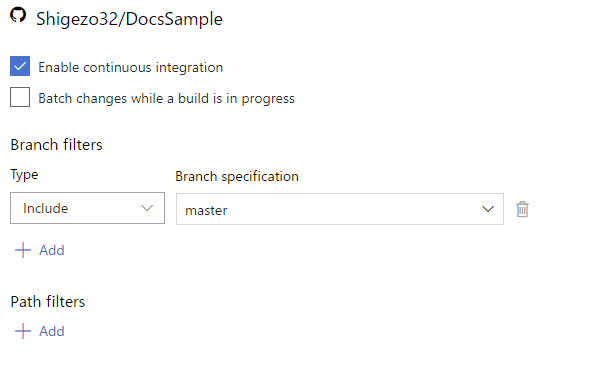 Shigezo32/DocsSample
Enable continuous integration
Batch changes while a build is in progress
Branch filters
Type Branch specification
Include master
Add
Path filters
Add